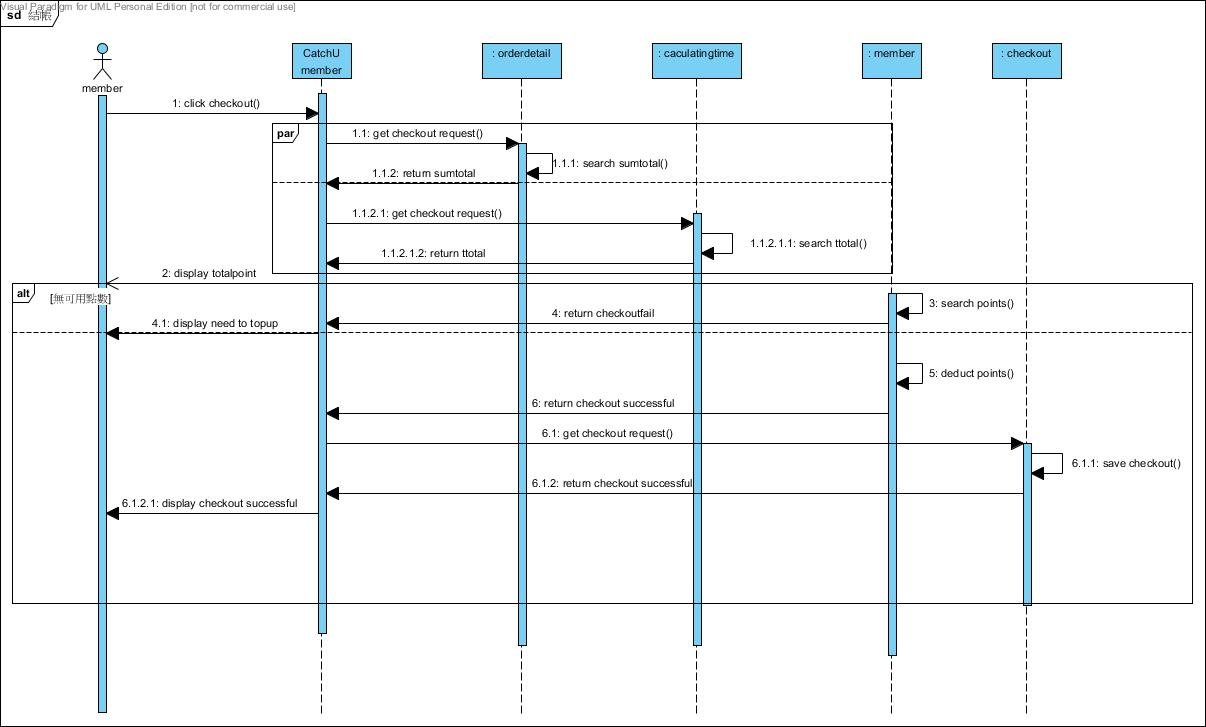 Visual Paradigm for UML Personal Edition [not for commercial use]
sd 結帳
member
CatchU
member
: orderdetail
: caculatingtime
: member
: checkout
1: click checkout()
par
1.1: get checkout request()
1.1.1: search sumtotal()
1.1.2: return sumtotal
1.1.2.1: get checkout request()
1.1.2.1.1: search ttotal()
1.1.2.1.2: return ttotal
2: display totalpoint
alt
[無可用點數]
3: search points()
4: return checkoutfail
4.1: display need to topup
5: deduct points()
6: return checkout successful
6.1: get checkout request()
6.1.1: save checkout()
6.1.2: return checkout successful
6.1.2.1: display checkout successful